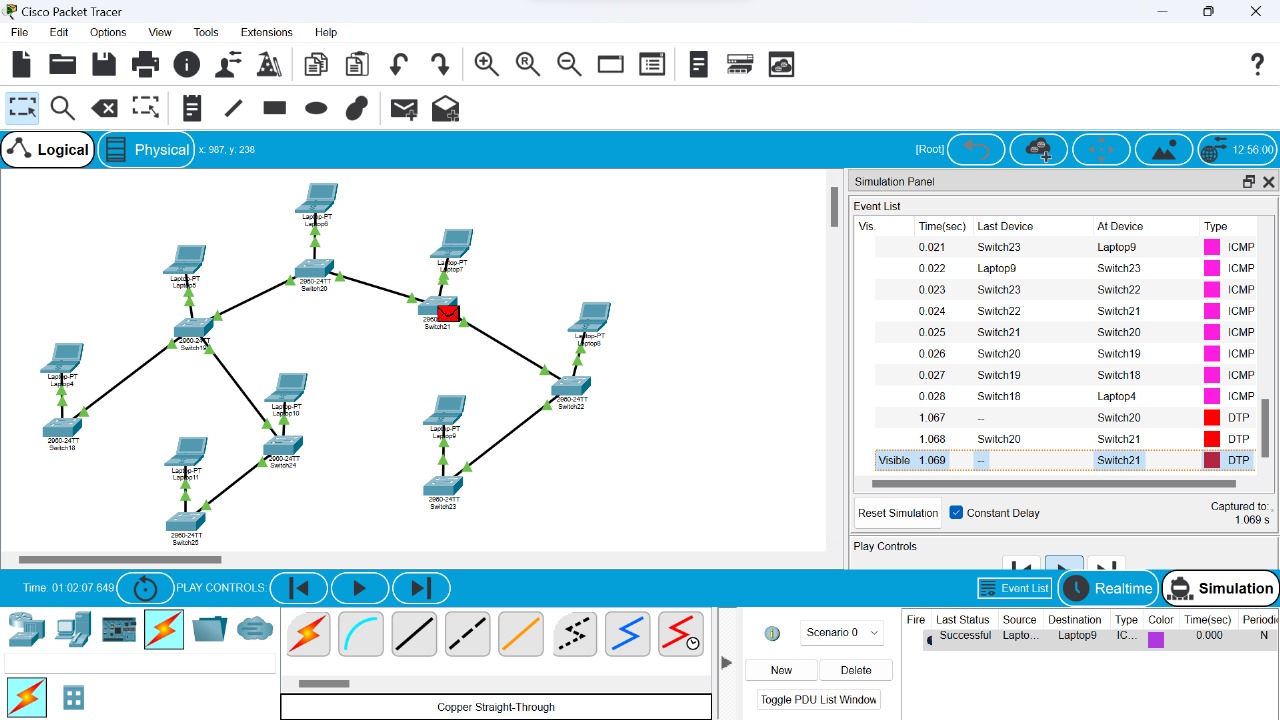 Cisco Packet Tracer
File Edit Options View Tools Extensions Help
Logical
Physical
x: 987, y: 238
[Root]
12:56:00
Laptop-PT
Laptop6
2960-24TT
Switch20
Laptop-PT
Laptop7
Switch21
Laptop-PT
Laptop5
2960-24TT
Switch19
Laptop-PT
Laptop8
2960-24TT
Switch22
Laptop-PT
Laptop4
2960-24TT
Switch18
Laptop-PT
Laptop10
2960-24TT
Switch24
Laptop-PT
Laptop9
2960-24TT
Switch23
Laptop-PT
Laptop11
2960-24TT
Switch25
Simulation Panel
Event List
Vis. Time(sec) Last Device At Device Type
0.021 Switch23 Laptop9 ICMP
0.022 Laptop9 Switch23 ICMP
0.023 Switch23 Switch22 ICMP
0.024 Switch22 Switch21 ICMP
0.025 Switch21 Switch20 ICMP
0.026 Switch20 Switch19 ICMP
0.027 Switch19 Switch18 ICMP
0.028 Switch18 Laptop4 ICMP
1.067 -- Switch20 DTP
1.068 Switch20 Switch21 DTP
Visible 1.069 -- Switch21 DTP
Reset Simulation
Constant Delay
Captured to:
1.069 s
Play Controls
Time: 01:02:07.649
PLAY CONTROLS:
Event List
Realtime
Simulation
Copper Straight-Through
Scenario 0
New
Delete
Toggle PDU List Window
Fire Last Status Source Destination Type Color Time(sec) Periodi
Successful Lapto... Laptop9 IC... 0.000 N